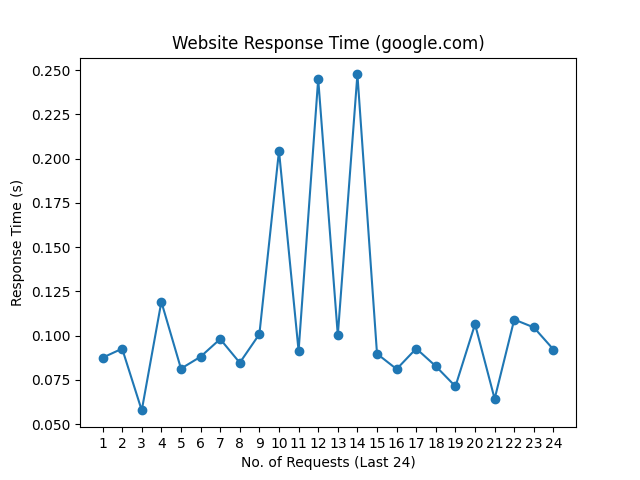 Website Response Time (google.com)
0.250
0.225
0.200
0.175
0.150
0.125
0.100
0.075
0.050
Response Time (s)
1 2 3 4 5 6 7 8 9 10 11 12 13 14 15 16 17 18 19 20 21 22 23 24
No. of Requests (Last 24)